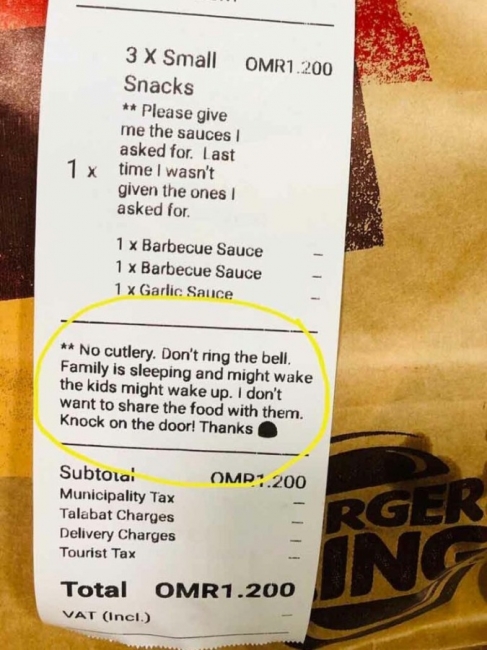 3 X Small OMR1.200
Snacks
** Please give
me the sauces I
asked for. Last
1 x time I wasn't
given the ones I
asked for.
1 x Barbecue Sauce –
1 x Barbecue Sauce –
1 x Garlic Sauce –
** No cutlery. Don't ring the bell.
Family is sleeping and might wake
the kids might wake up. I don't
want to share the food with them.
Knock on the door! Thanks
Subtotal OMR1.200
Municipality Tax –
Talabat Charges –
Delivery Charges –
Tourist Tax –
Total OMR1.200
VAT (Incl.) –
RGER
ING